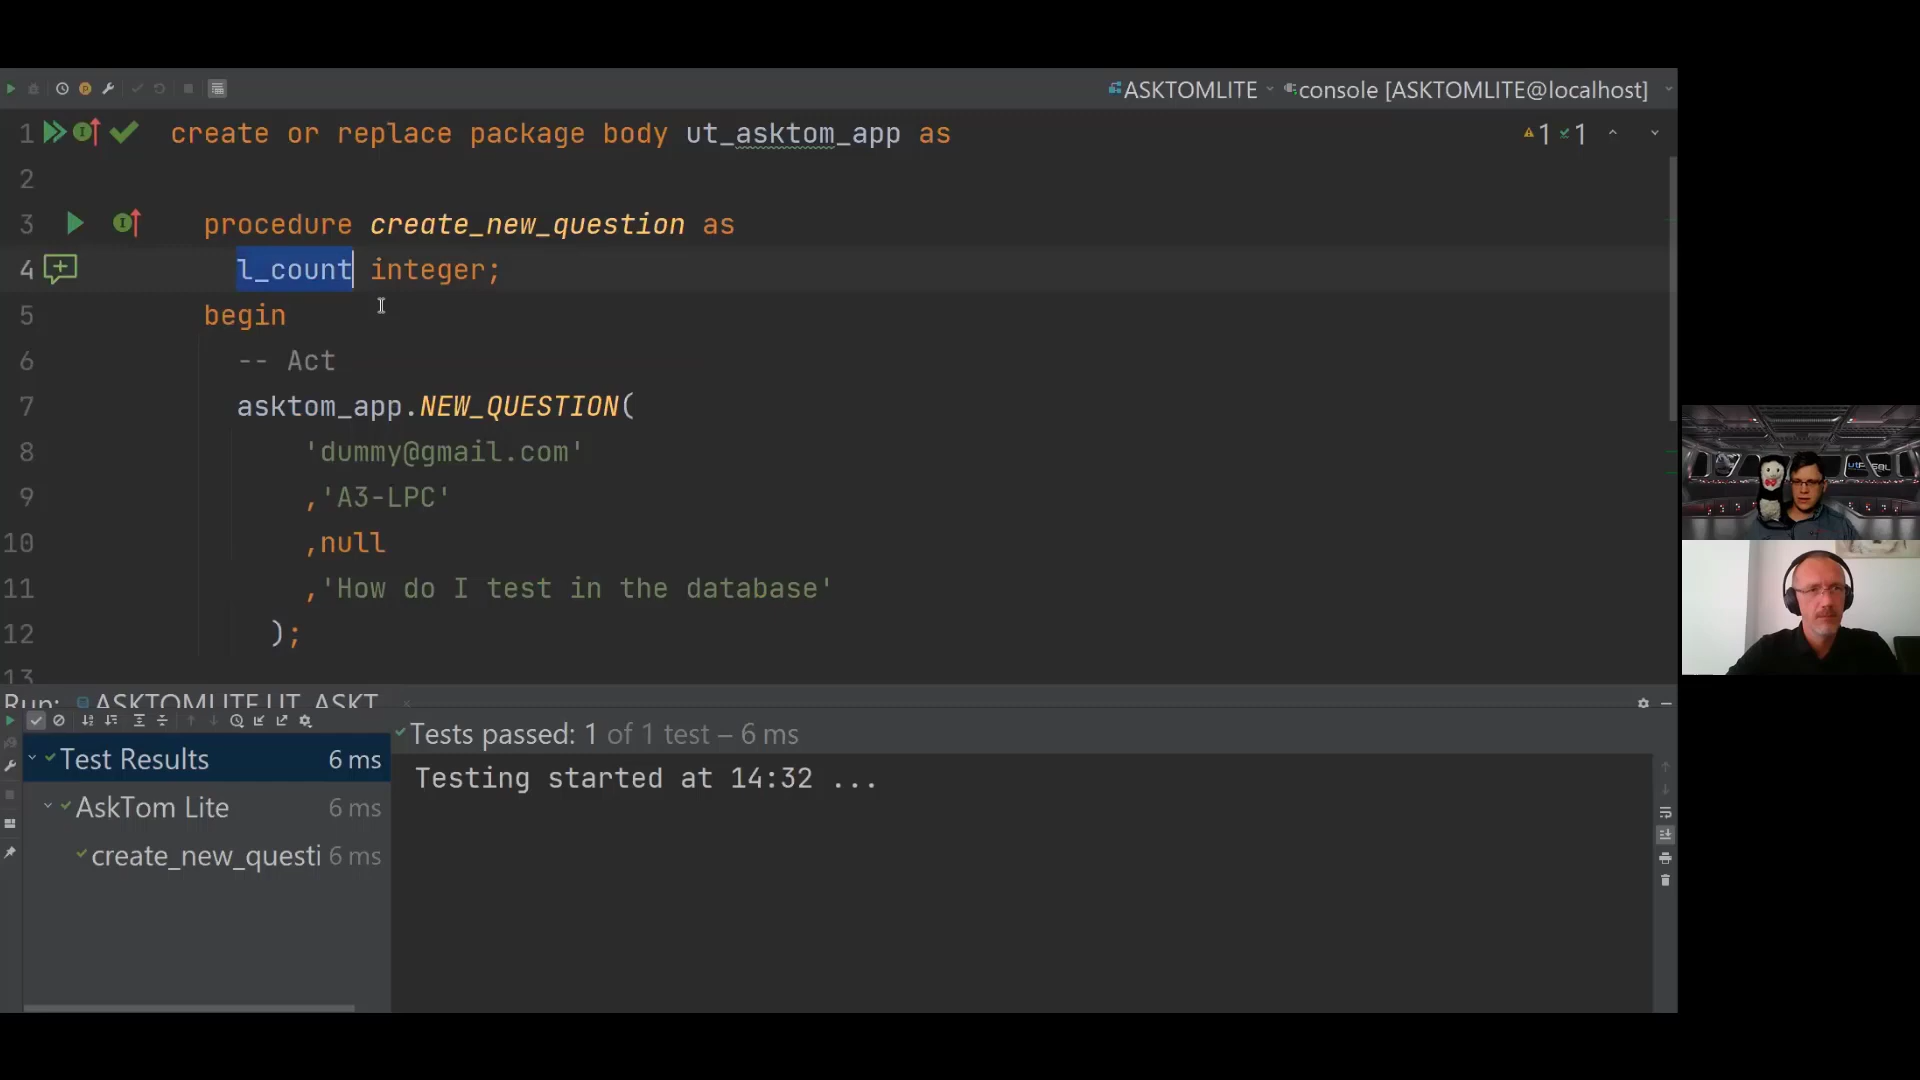 ASKTOMLITE console [ASKTOMLITE@localhost]
1 create or replace package body ut_asktom_app as 1 1
2
3 procedure create_new_question as
4 l_count integer;
5 begin
6 -- Act
7 asktom_app.NEW_QUESTION(
8 'dummy@gmail.com'
9 ,'A3-LPC'
10 ,null
11 ,'How do I test in the database'
12 );
13
Run: ASKTOMLITE.UT_ASKT
Tests passed: 1 of 1 test – 6 ms
Test Results 6 ms
Testing started at 14:32 ...
AskTom Lite 6 ms
create_new_questi 6 ms